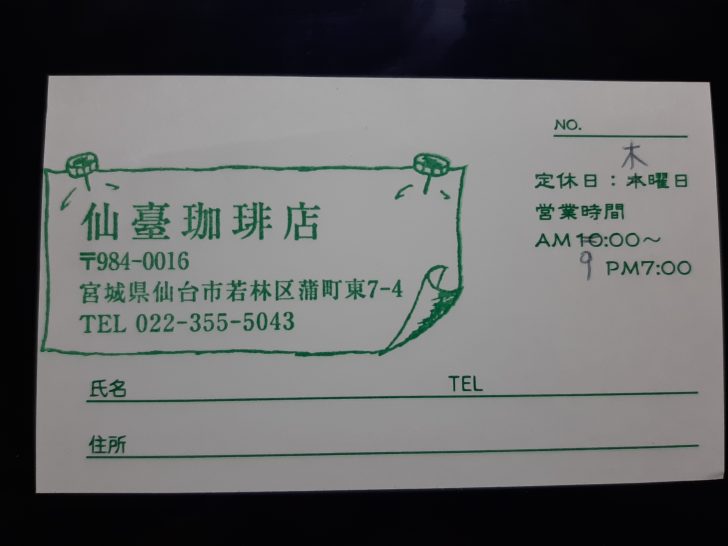 仙臺珈琲店
〒984-0016
宮城県仙台市若林区蒲町東7-4
TEL 022-355-5043
NO.
木
定休日：本曜日
営業時間
AM10:00～
9 PM7:00
氏名 TEL
住所